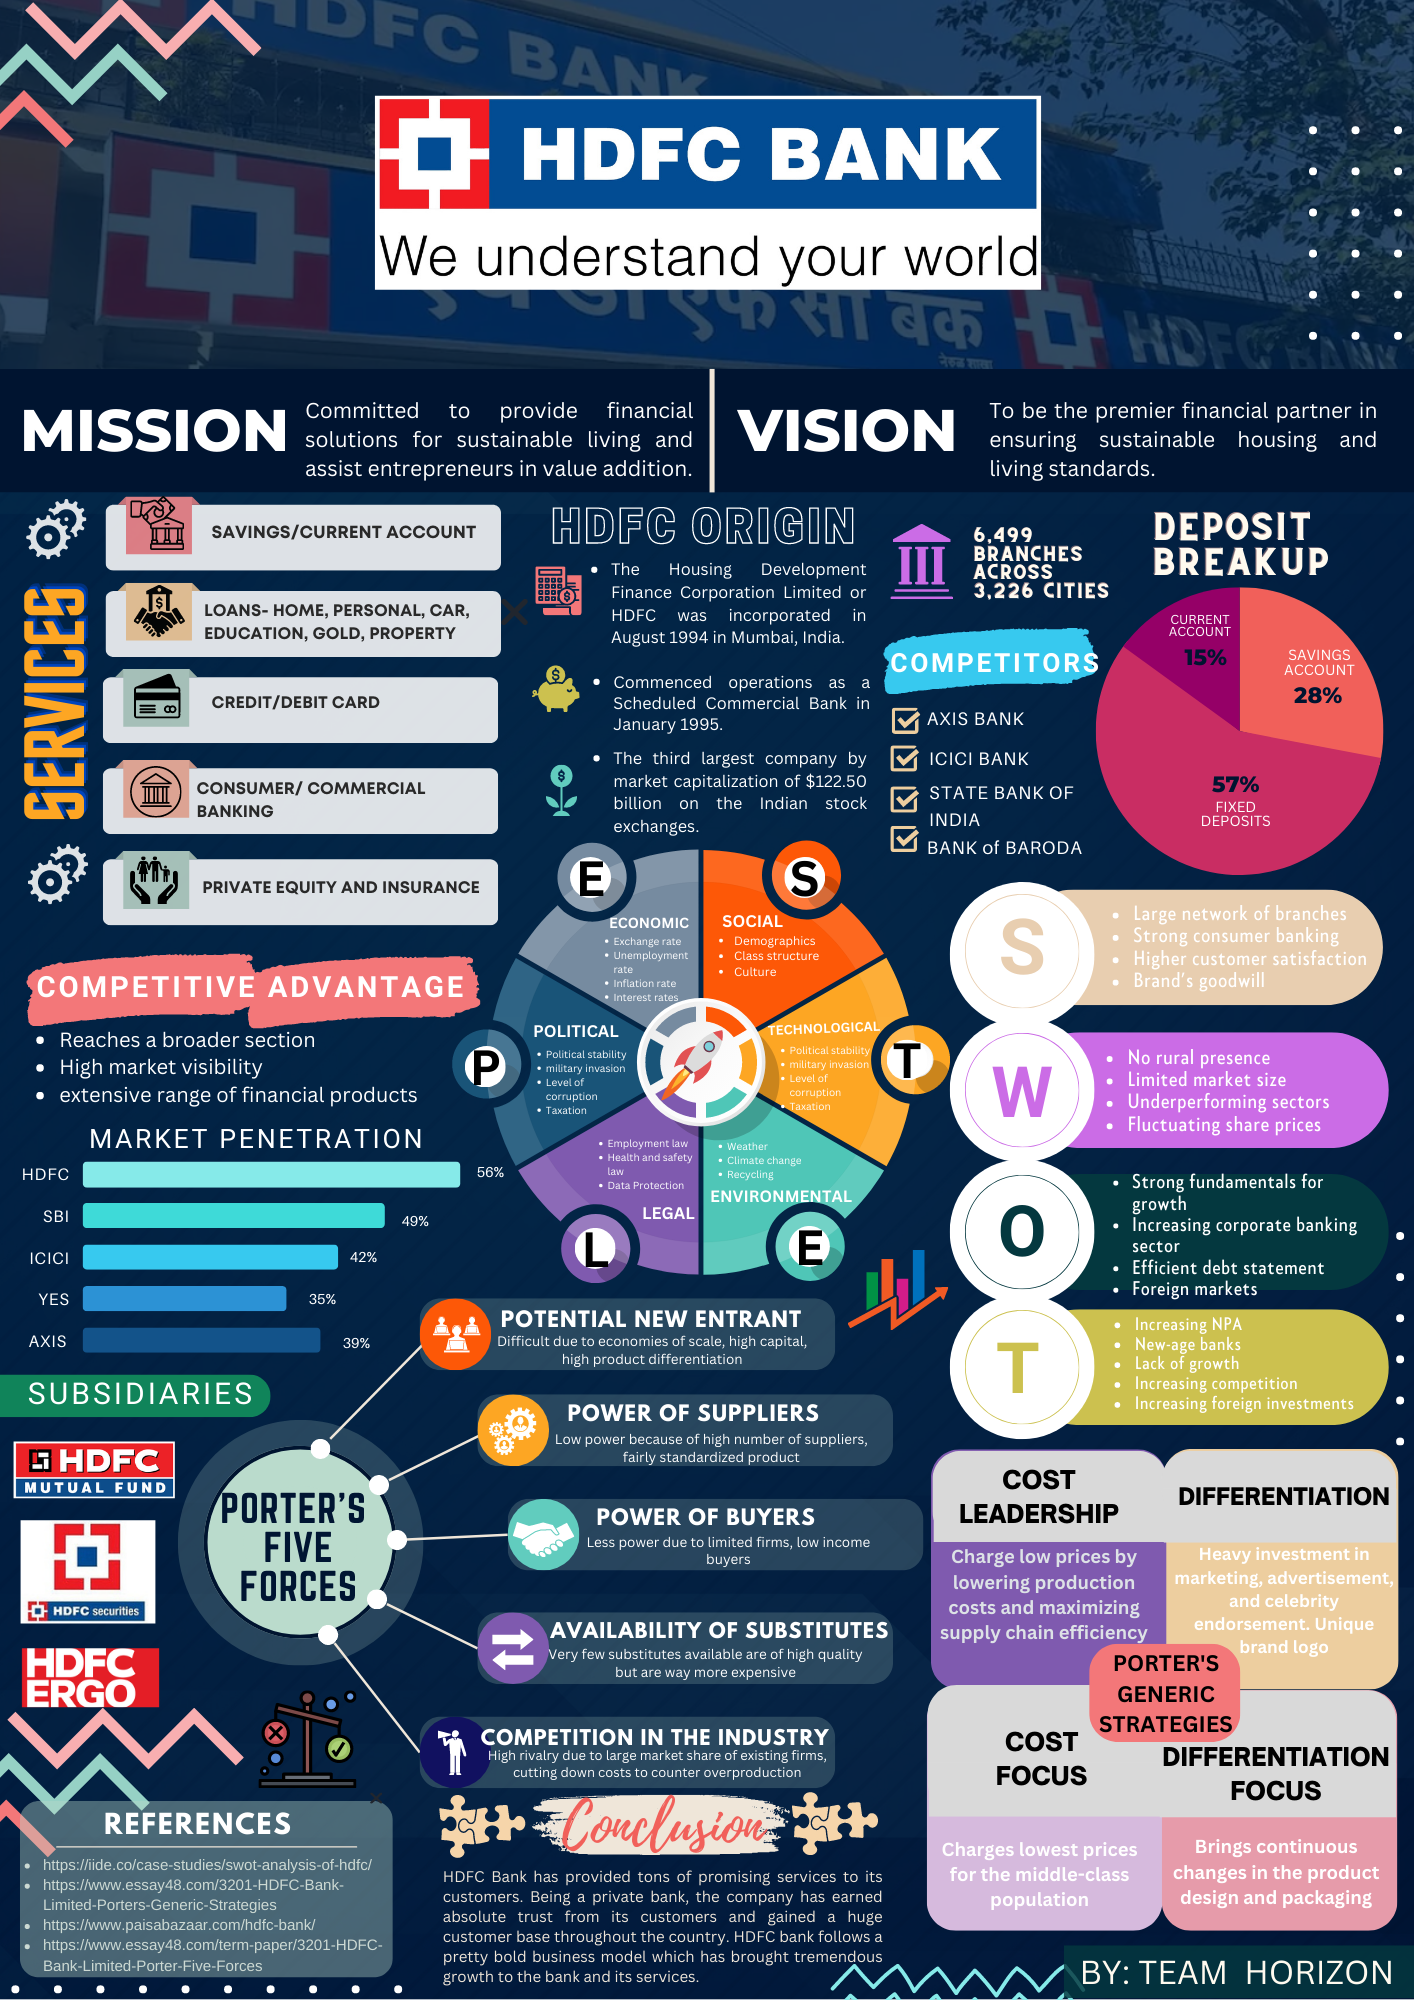 HDFC BANK
HDFC BANK
We understand your world
एच डी एफ सी बैंक
HDFC BANK
MISSION
Committed to provide financial
solutions for sustainable living and
assist entrepreneurs in value addition.
VISION
To be the premier financial partner in
ensuring sustainable housing and
living standards.
SERVICES
SAVINGS/CURRENT ACCOUNT
LOANS- HOME, PERSONAL, CAR,
EDUCATION, GOLD, PROPERTY
CREDIT/DEBIT CARD
CONSUMER/ COMMERCIAL
BANKING
PRIVATE EQUITY AND INSURANCE
HDFC ORIGIN
• The Housing Development
Finance Corporation Limited or
HDFC was incorporated in
August 1994 in Mumbai, India.
• Commenced operations as a
Scheduled Commercial Bank in
January 1995.
• The third largest company by
market capitalization of $122.50
billion on the Indian stock
exchanges.
6,499
BRANCHES
ACROSS
3,226 CITIES
COMPETITORS
AXIS BANK
ICICI BANK
STATE BANK OF
INDIA
BANK of BARODA
DEPOSIT
BREAKUP
CURRENT
ACCOUNT
15%
SAVINGS
ACCOUNT
28%
57%
FIXED
DEPOSITS
COMPETITIVE ADVANTAGE
• Reaches a broader section
• High market visibility
• extensive range of financial products
MARKET PENETRATION
HDFC 56%
SBI 49%
ICICI 42%
YES 35%
AXIS 39%
E
ECONOMIC
• Exchange rate
• Unemployment
rate
• Inflation rate
• Interest rates
S
SOCIAL
• Demographics
• Class structure
• Culture
P
POLITICAL
• Political stability
• military invasion
• Level of
corruption
• Taxation
T
TECHNOLOGICAL
• Political stability
• military invasion
• Level of
corruption
• Taxation
• Employment law
• Health and safety
law
• Data Protection
LEGAL
L
• Weather
• Climate change
• Recycling
ENVIRONMENTAL
E
S
• Large network of branches
• Strong consumer banking
• Higher customer satisfaction
• Brand's goodwill
W
• No rural presence
• Limited market size
• Underperforming sectors
• Fluctuating share prices
O
• Strong fundamentals for
growth
• Increasing corporate banking
sector
• Efficient debt statement
• Foreign markets
T
• Increasing NPA
• New-age banks
• Lack of growth
• Increasing competition
• Increasing foreign investments
SUBSIDIARIES
HDFC
MUTUAL FUND
HDFC securities
HDFC
ERGO
PORTER'S
FIVE
FORCES
POTENTIAL NEW ENTRANT
Difficult due to economies of scale, high capital,
high product differentiation
POWER OF SUPPLIERS
Low power because of high number of suppliers,
fairly standardized product
POWER OF BUYERS
Less power due to limited firms, low income
buyers
AVAILABILITY OF SUBSTITUTES
Very few substitutes available are of high quality
but are way more expensive
COMPETITION IN THE INDUSTRY
High rivalry due to large market share of existing firms,
cutting down costs to counter overproduction
COST
LEADERSHIP
Charge low prices by
lowering production
costs and maximizing
supply chain efficiency
DIFFERENTIATION
Heavy investment in
marketing, advertisement,
and celebrity
endorsement. Unique
brand logo
PORTER'S
GENERIC
STRATEGIES
COST
FOCUS
Charges lowest prices
for the middle-class
population
DIFFERENTIATION
FOCUS
Brings continuous
changes in the product
design and packaging
REFERENCES
• https://iide.co/case-studies/swot-analysis-of-hdfc/
• https://www.essay48.com/3201-HDFC-Bank-
Limited-Porters-Generic-Strategies
• https://www.paisabazaar.com/hdfc-bank/
• https://www.essay48.com/term-paper/3201-HDFC-
Bank-Limited-Porter-Five-Forces
Conclusion
HDFC Bank has provided tons of promising services to its
customers. Being a private bank, the company has earned
absolute trust from its customers and gained a huge
customer base throughout the country. HDFC bank follows a
pretty bold business model which has brought tremendous
growth to the bank and its services.
BY: TEAM HORIZON